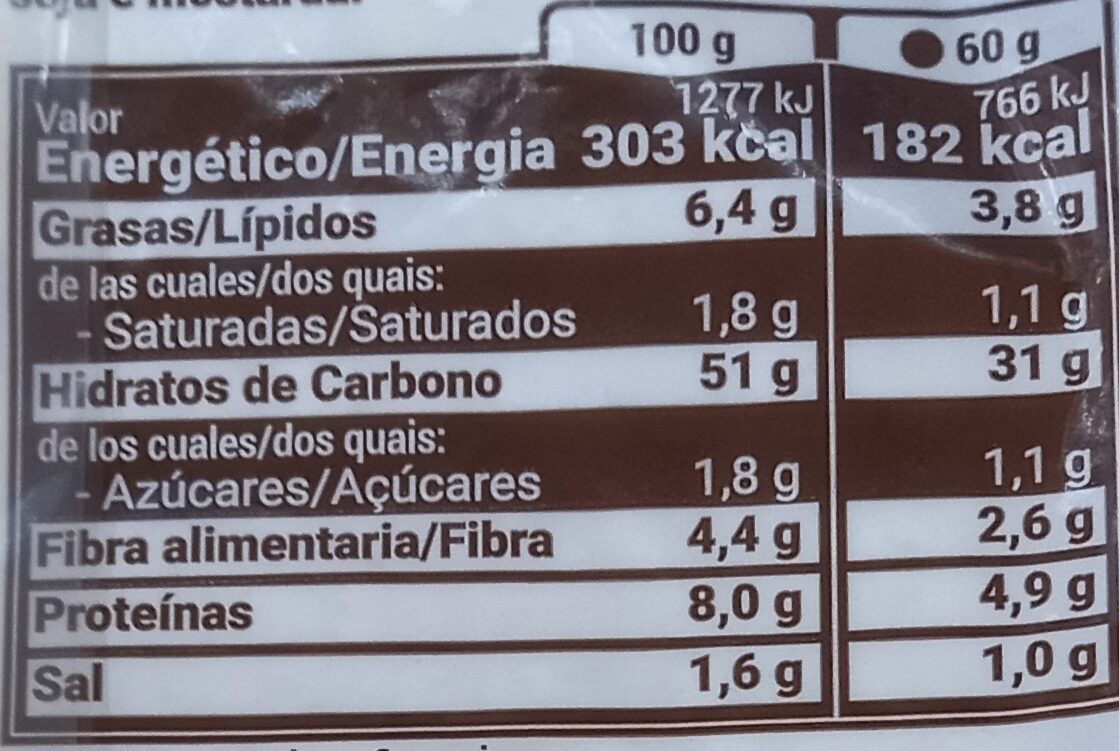 soja e mostarda.
100 g 60 g
1277 kJ 766 kJ
Valor
Energético/Energia 303 kcal 182 kcal
Grasas/Lípidos 6,4 g 3,8 g
de las cuales/dos quais:
- Saturadas/Saturados 1,8 g 1,1 g
Hidratos de Carbono 51 g 31 g
de los cuales/dos quais:
- Azúcares/Açúcares 1,8 g 1,1 g
Fibra alimentaria/Fibra 4,4 g 2,6 g
Proteínas 8,0 g 4,9 g
Sal 1,6 g 1,0 g